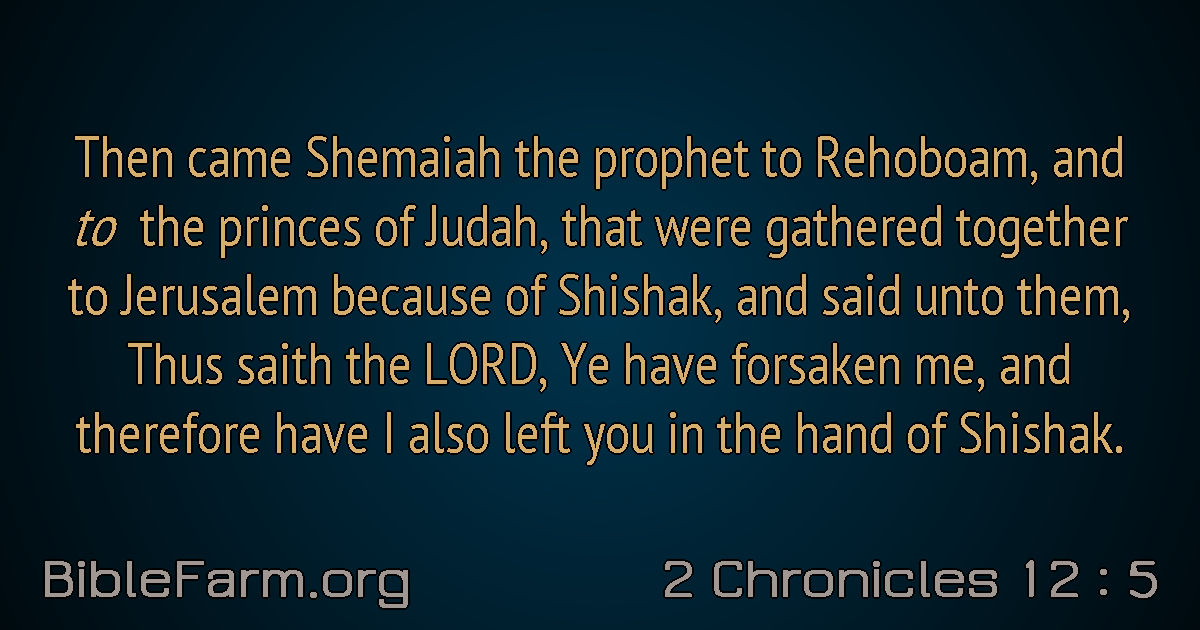 Then came Shemaiah the prophet to Rehoboam, and
to the princes of Judah, that were gathered together
to Jerusalem because of Shishak, and said unto them,
Thus saith the LORD, Ye have forsaken me, and
therefore have I also left you in the hand of Shishak.
BibleFarm.org
2 Chronicles 12 : 5